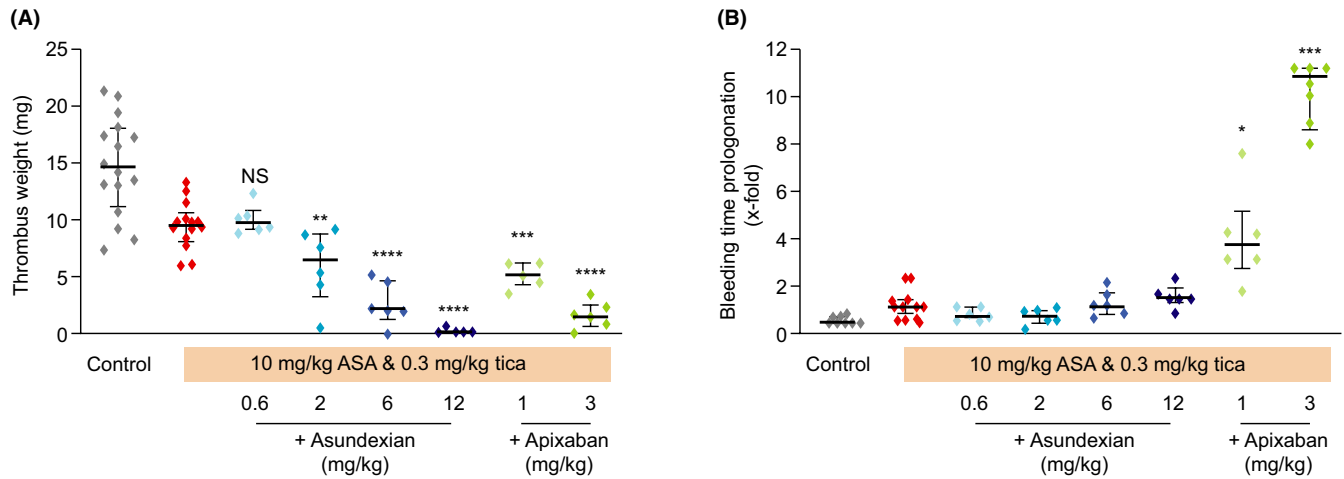 (A)
Thrombus weight (mg)
25
20
15
10
5
0
NS
**
****
****
***
****
Control
10 mg/kg ASA & 0.3 mg/kg tica
0.6 2 6 12 1 3
+ Asundexian
(mg/kg)
+ Apixaban
(mg/kg)
(B)
Bleeding time prologonation
(x-fold)
12
10
8
6
4
2
0
*
***
Control
10 mg/kg ASA & 0.3 mg/kg tica
0.6 2 6 12 1 3
+ Asundexian
(mg/kg)
+ Apixaban
(mg/kg)